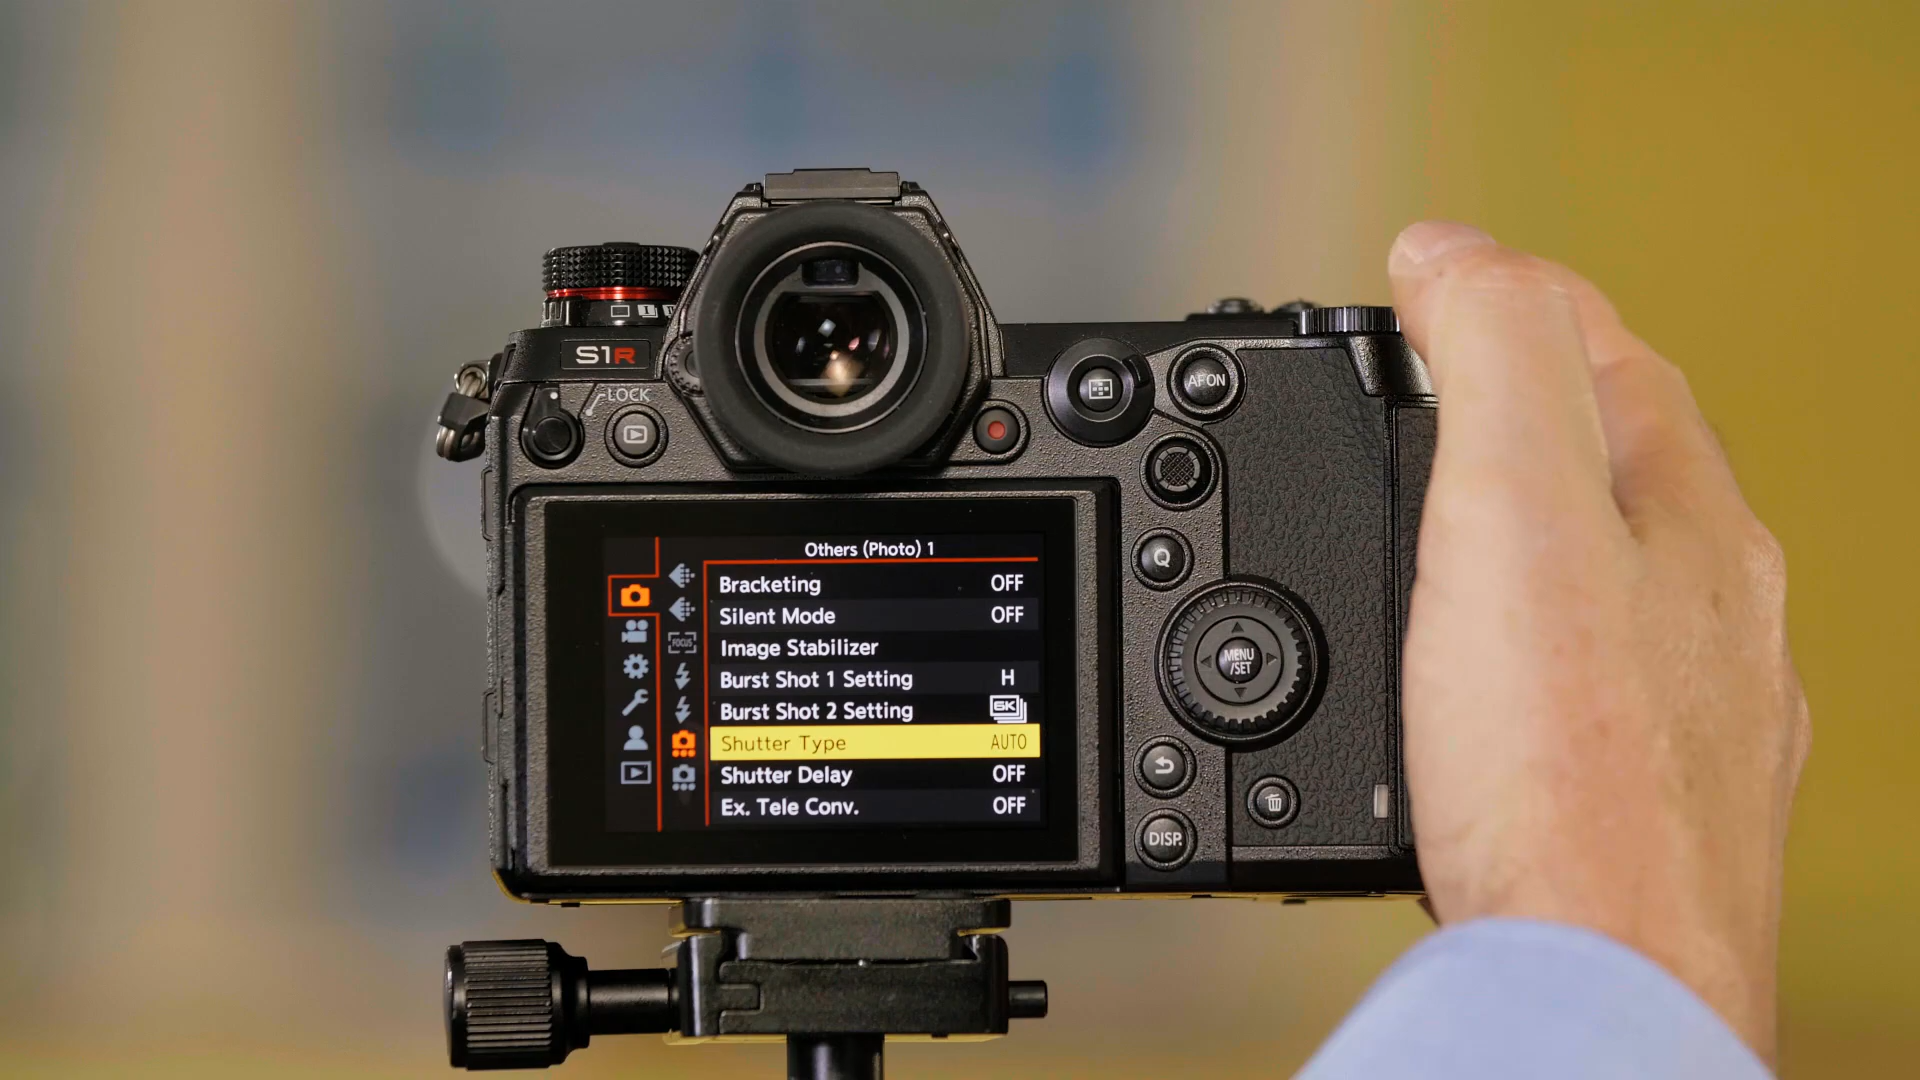 S1R
LOCK
AF ON
Others (Photo) 1
Bracketing OFF
Silent Mode OFF
FOCUS
Image Stabilizer
Burst Shot 1 Setting H
Burst Shot 2 Setting 6K
Shutter Type AUTO
Shutter Delay OFF
Ex. Tele Conv. OFF
Q
MENU
/SET
DISP.